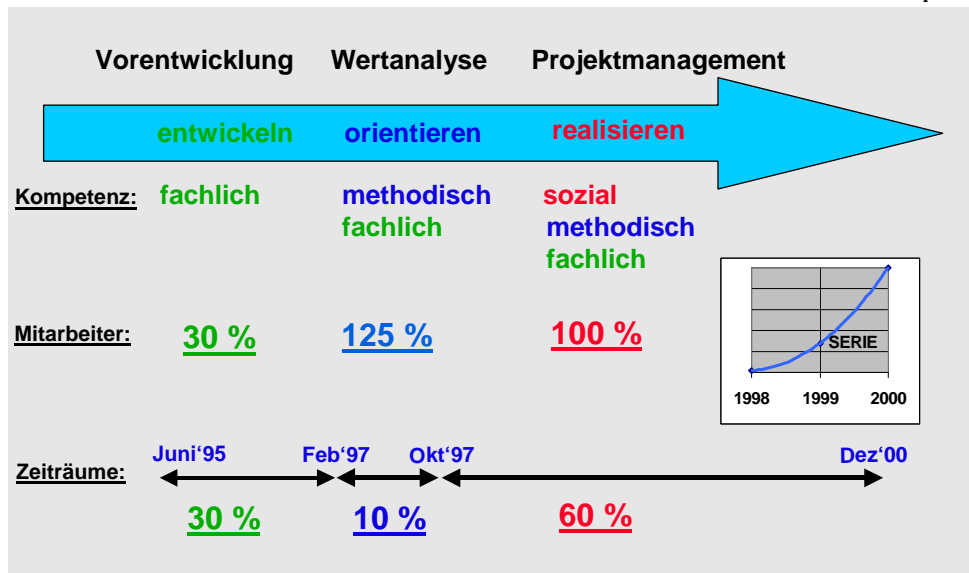 Vorentwicklung Wertanalyse Projektmanagement
entwickeln orientieren realisieren
Kompetenz: fachlich methodisch sozial
fachlich methodisch
fachlich
Mitarbeiter: 30 % 125 % 100 %
SERIE
1998 1999 2000
Juni‘95 Feb‘97 Okt‘97 Dez‘00
Zeiträume:
30 % 10 % 60 %